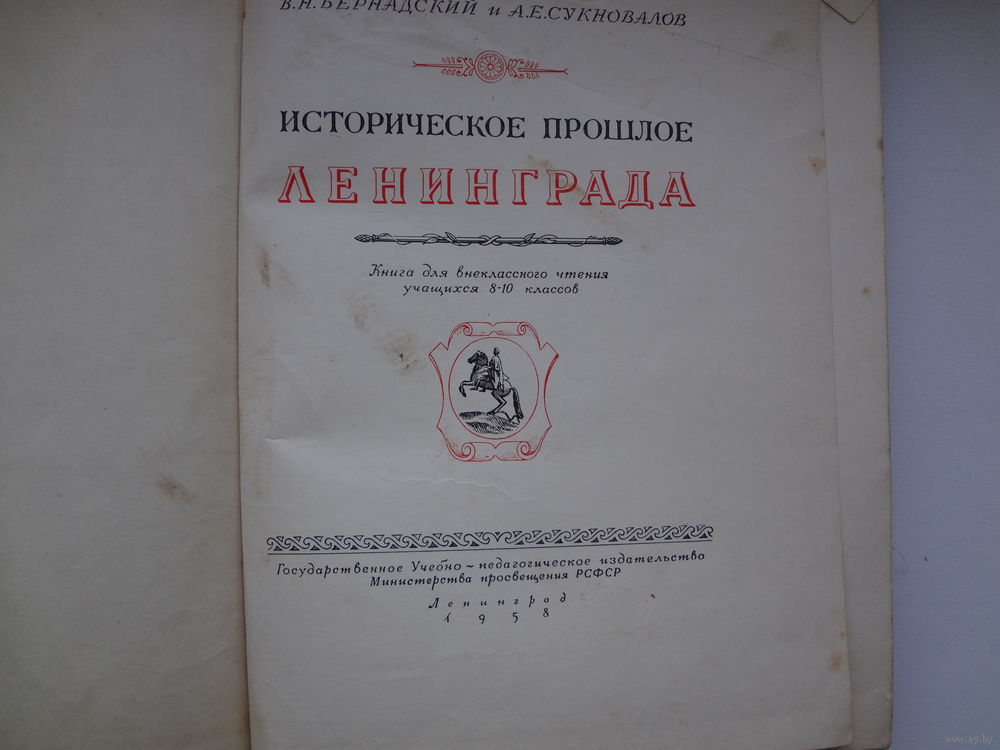 В.Н.БЕРНАДСКИЙ и А.Е.СУКНОВАЛОВ
ИСТОРИЧЕСКОЕ ПРОШЛОЕ
ЛЕНИНГРАДА
Книга для внеклассного чтения
учащихся 8-10 классов
Государственное Учебно-педагогическое издательство
Министерства просвещения РСФСР
Ленинград
1958
www.ay.by